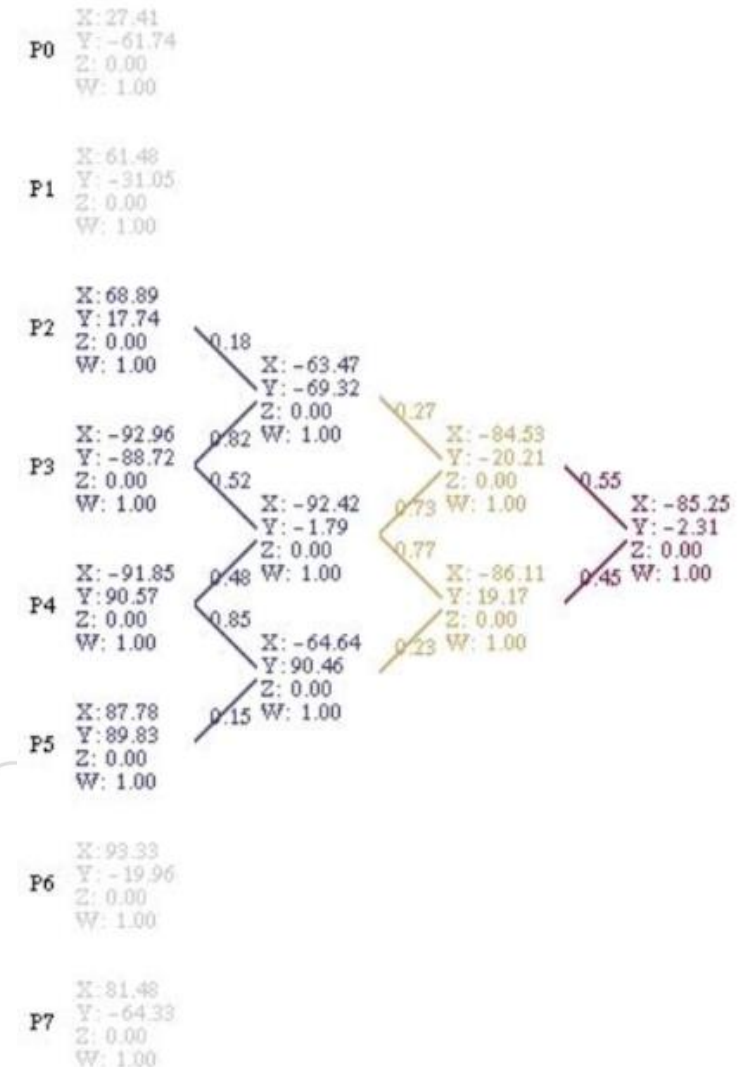 P0
X: 27.41
Y: -61.74
Z: 0.00
W: 1.00
P1
X: 61.48
Y: -31.05
Z: 0.00
W: 1.00
P2
X: 68.89
Y: 17.74
Z: 0.00
W: 1.00
P3
X: -92.96
Y: -88.72
Z: 0.00
W: 1.00
P4
X: -91.85
Y: 90.57
Z: 0.00
W: 1.00
P5
X: 87.78
Y: 89.83
Z: 0.00
W: 1.00
P6
X: 93.33
Y: -19.96
Z: 0.00
W: 1.00
P7
X: 81.48
Y: -64.33
Z: 0.00
W: 1.00
0.18
0.82
0.52
0.48
0.85
0.15
X: -63.47
Y: -69.32
Z: 0.00
W: 1.00
X: -92.42
Y: -1.79
Z: 0.00
W: 1.00
X: -64.64
Y: 90.46
Z: 0.00
W: 1.00
0.27
0.73
0.77
0.23
X: -84.53
Y: -20.21
Z: 0.00
W: 1.00
X: -86.11
Y: 19.17
Z: 0.00
W: 1.00
0.55
0.45
X: -85.25
Y: -2.31
Z: 0.00
W: 1.00